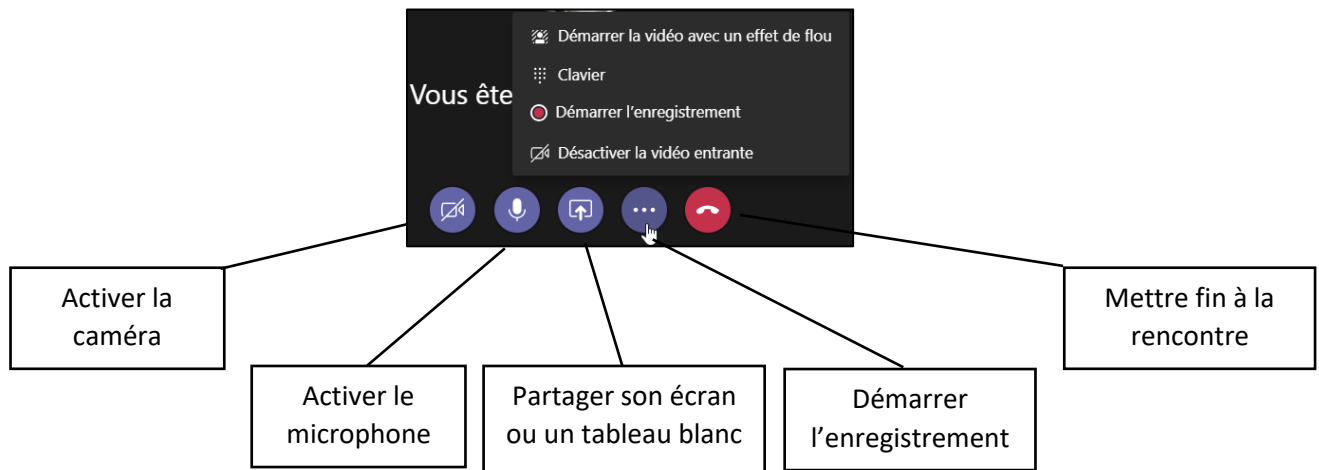 Démarrer la vidéo avec un effet de flou
Clavier
Vous ête
Démarrer l'enregistrement
Désactiver la vidéo entrante
Activer la
caméra
Mettre fin à la
rencontre
Activer le
microphone
Partager son écran
ou un tableau blanc
Démarrer
l'enregistrement